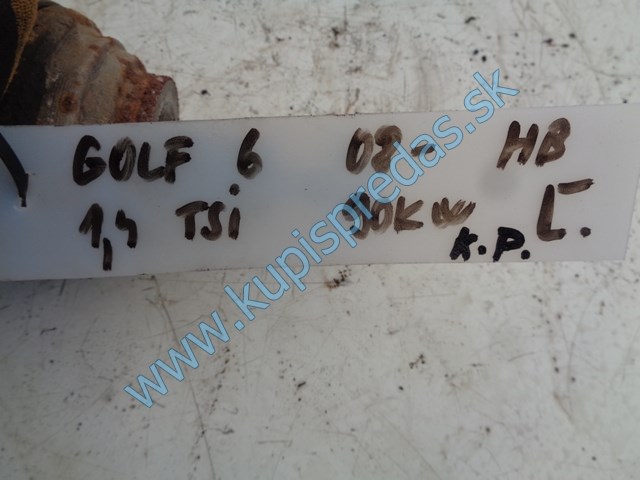 GOLF 6 08- HB
1,4 TSi 90KW L.
K.P.
www.kupispredas.sk